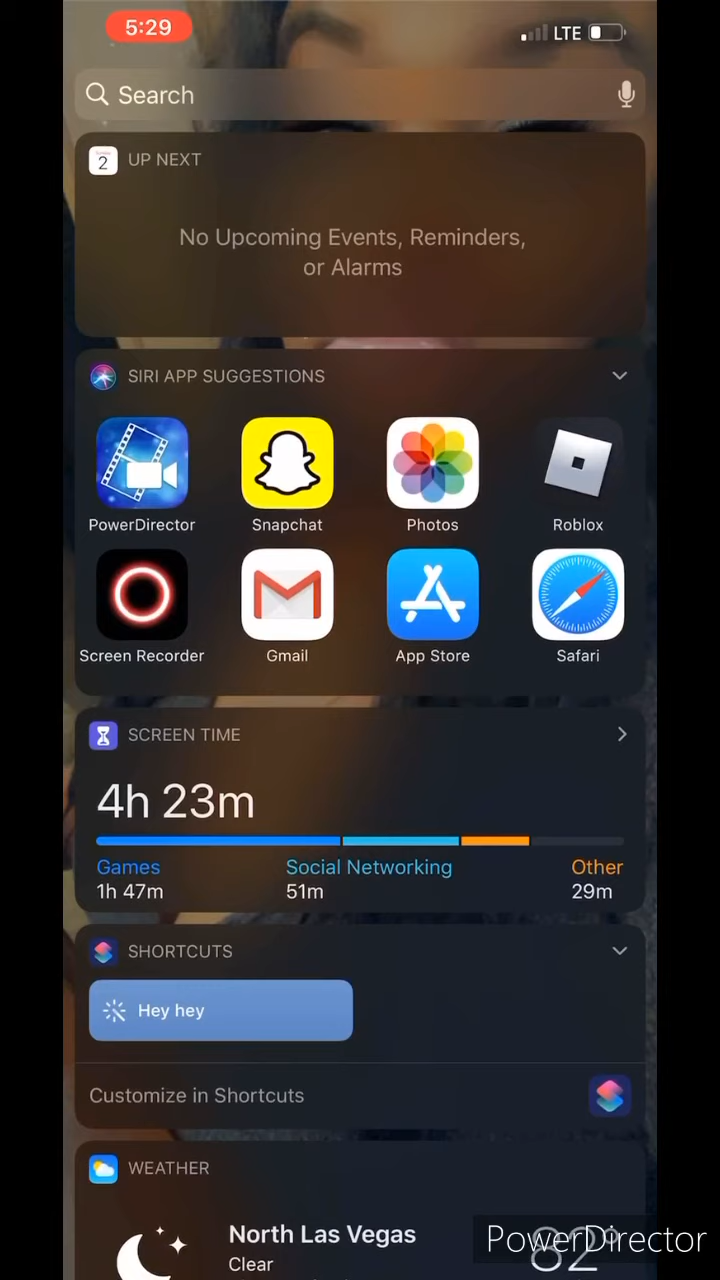 5:29
LTE
Search
2
UP NEXT
No Upcoming Events, Reminders,
or Alarms
SIRI APP SUGGESTIONS
PowerDirector
Snapchat
Photos
Roblox
Screen Recorder
Gmail
App Store
Safari
SCREEN TIME
4h 23m
Games
Social Networking
Other
1h 47m
51m
29m
SHORTCUTS
Hey hey
Customize in Shortcuts
WEATHER
North Las Vegas
82°
Clear
PowerDirector